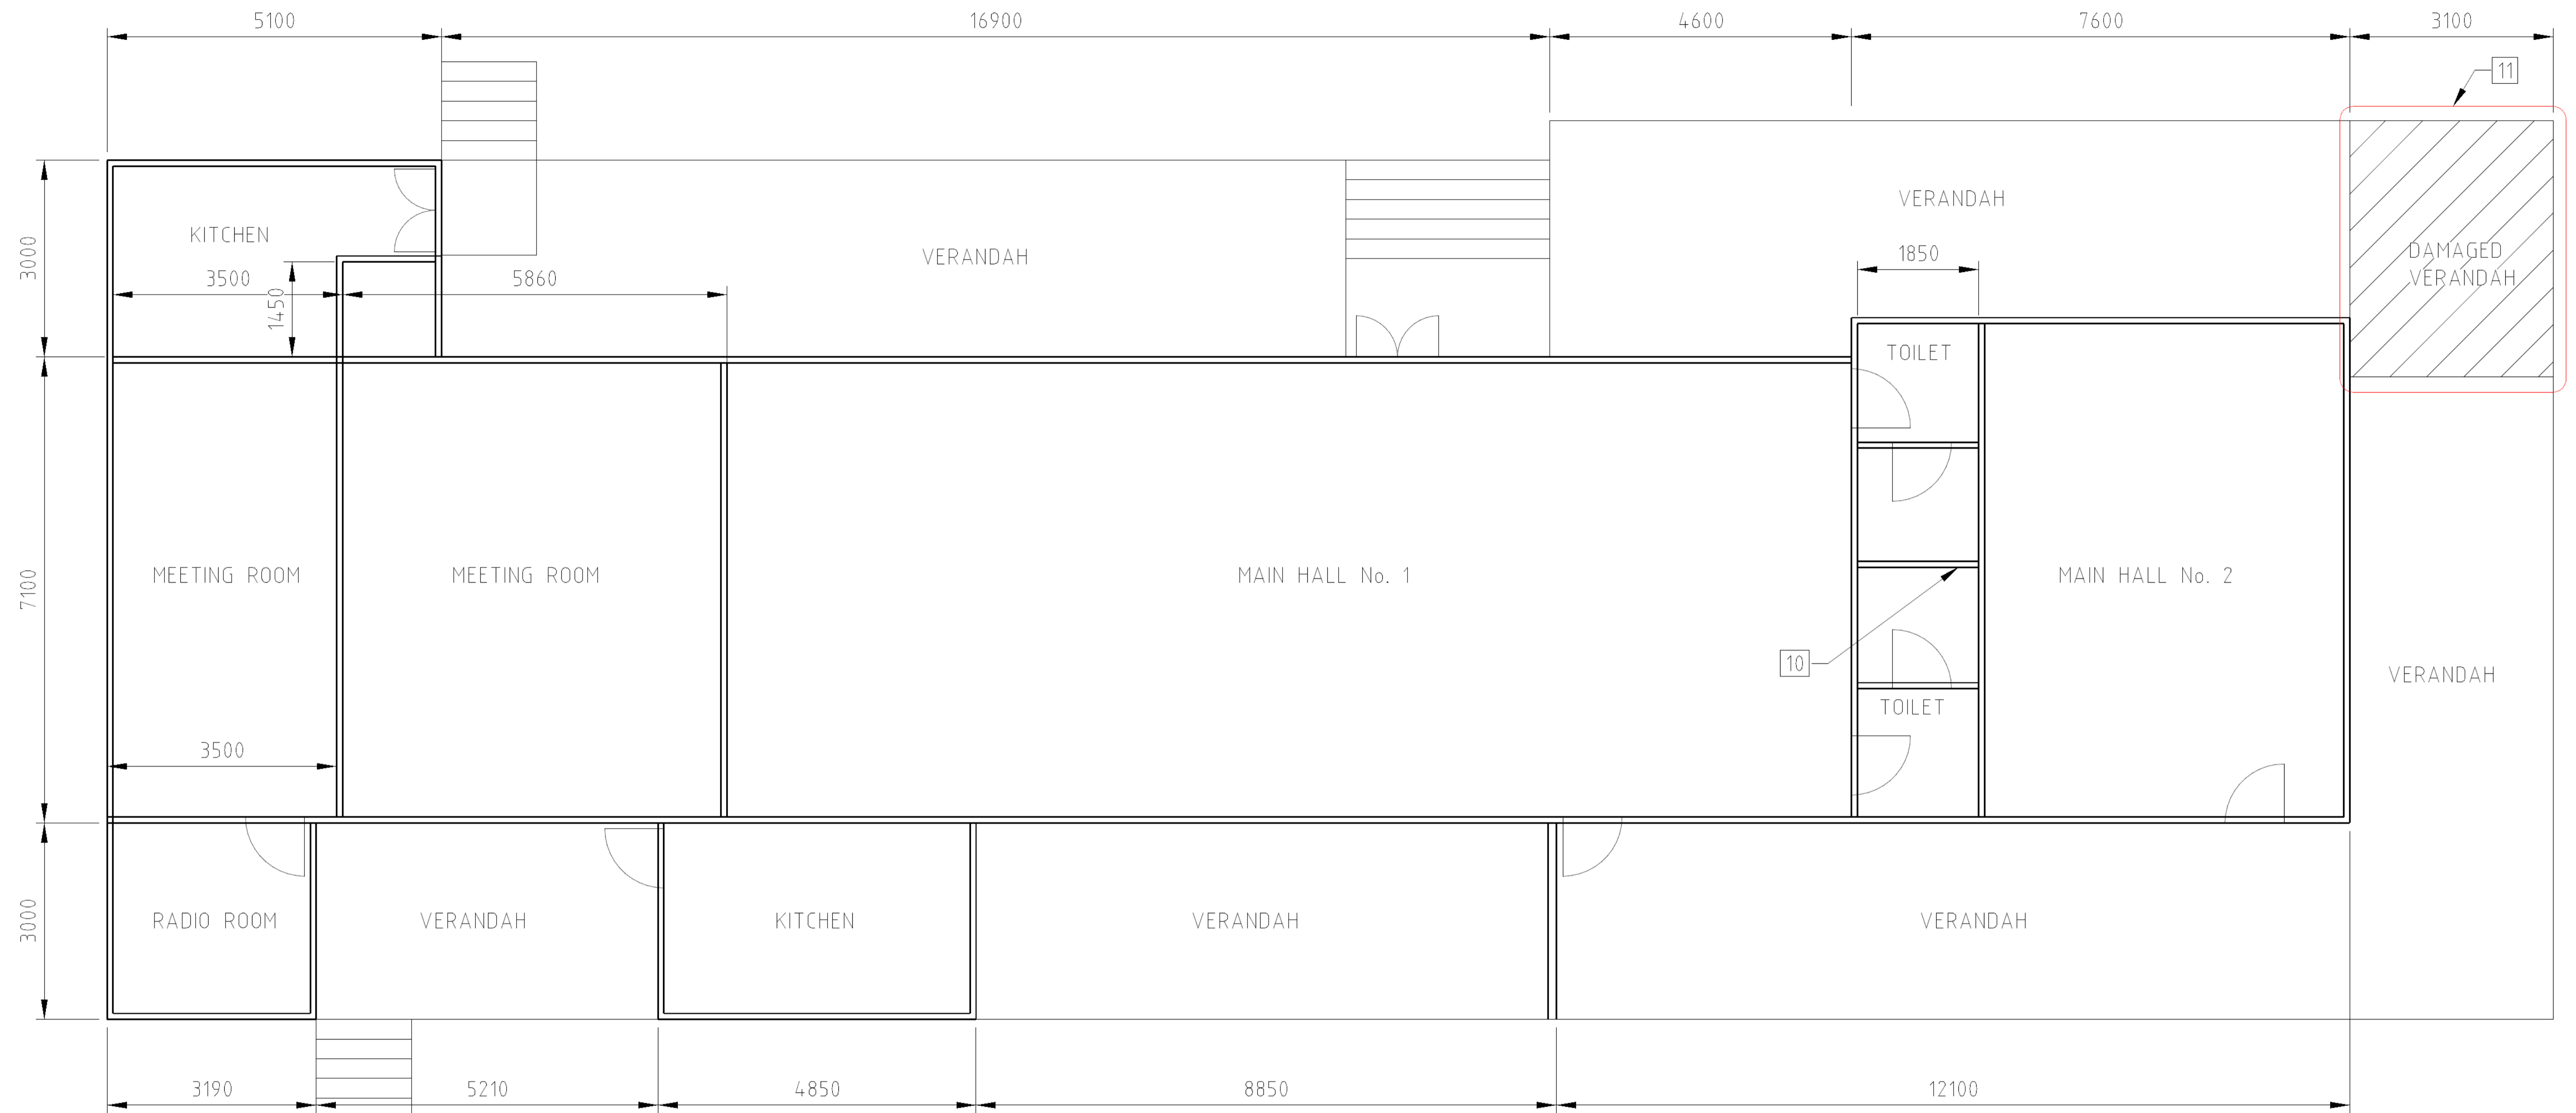 5100
16900
4600
7600
3100
11
VERANDAH
KITCHEN
3000
VERANDAH
DAMAGED
VERANDAH
1850
3500
5860
1450
TOILET
7100
MEETING ROOM
MEETING ROOM
MAIN HALL No. 1
MAIN HALL No. 2
10
VERANDAH
TOILET
3500
3000
RADIO ROOM
VERANDAH
KITCHEN
VERANDAH
VERANDAH
3190
5210
4850
8850
12100